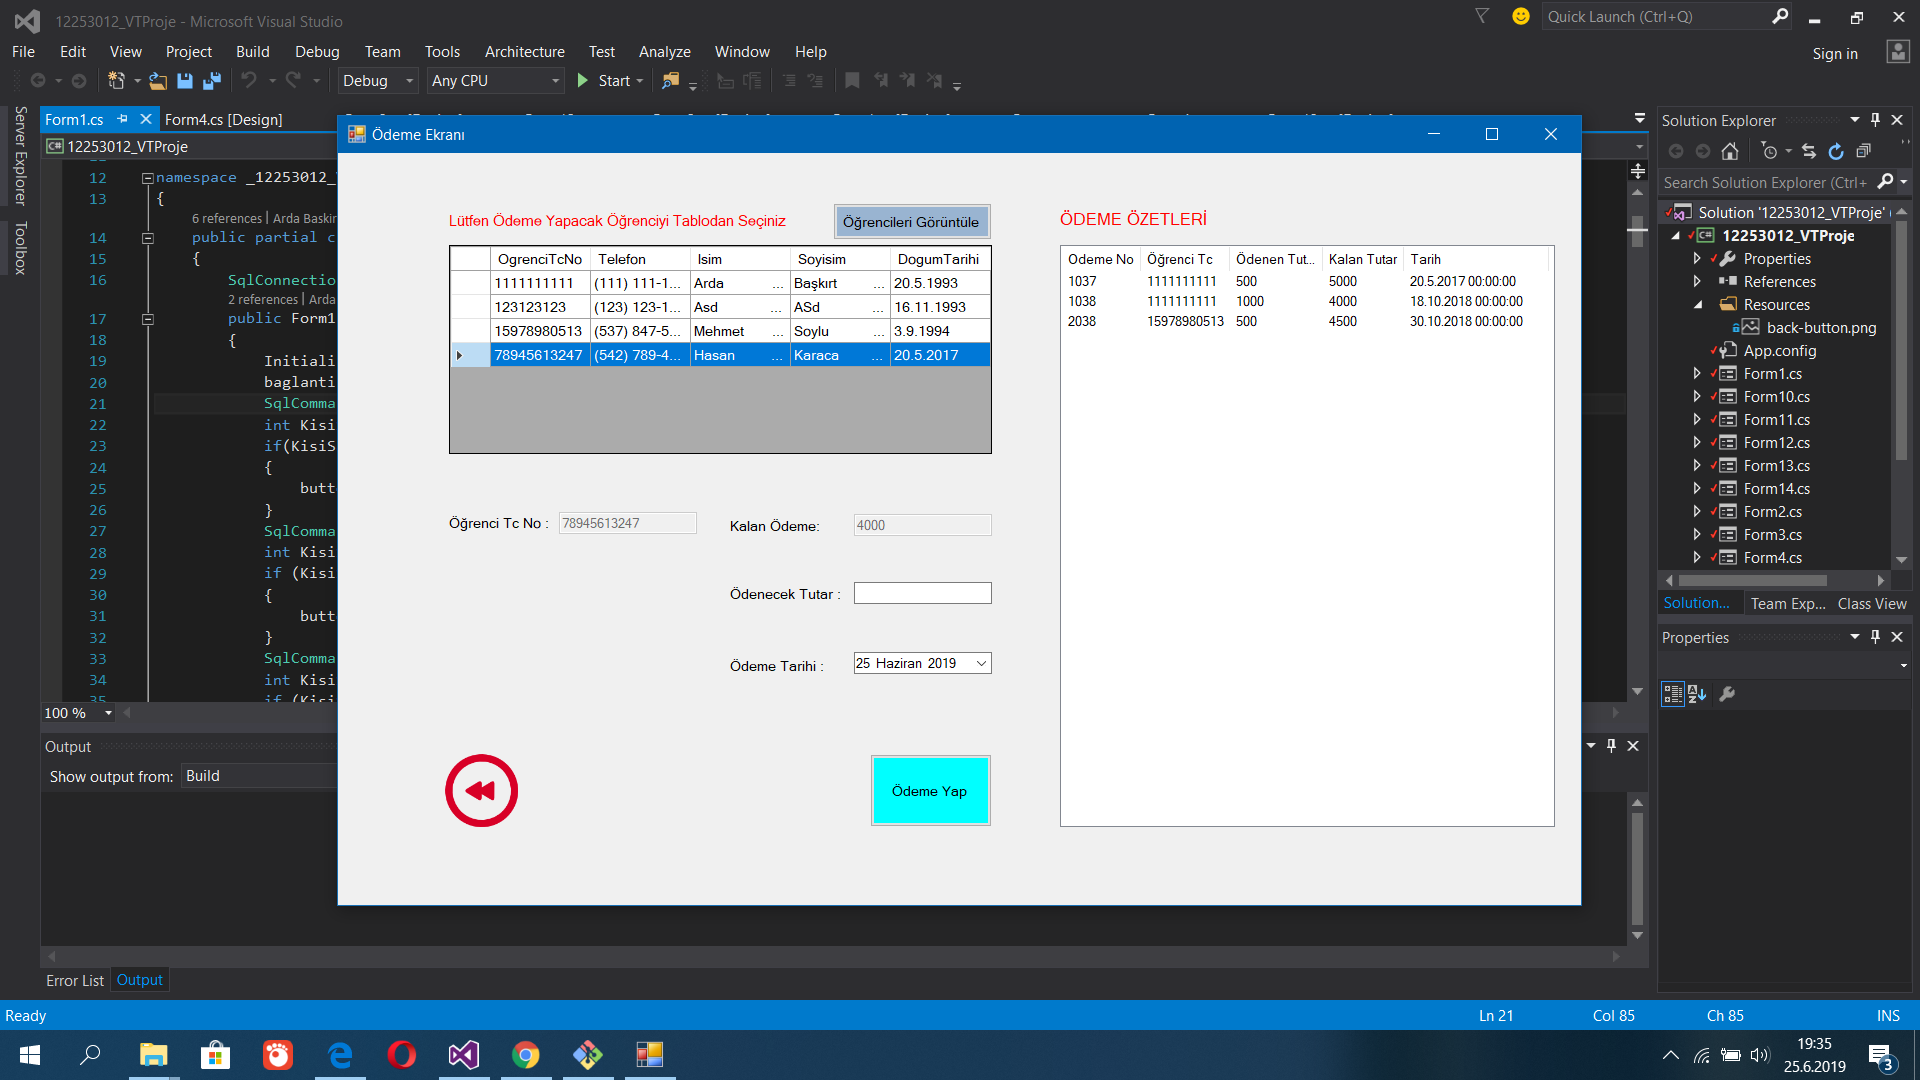 12253012_VTProje - Microsoft Visual Studio
Quick Launch (Ctrl+Q)
File Edit View Project Build Debug Team Tools Architecture Test Analyze Window Help
Sign in
Debug Any CPU Start
Server Explorer
Toolbox
Form1.cs Form4.cs [Design]
12253012_VTProje
12 namespace _12253012_
13 {
6 references | Arda Baskir
14 public partial c
15 {
16 SqlConnectio
2 references | Arda
17 public Form1
18 {
19 Initiali
20 baglanti
21 SqlComma
22 int Kisi
23 if(KisiS
24 {
25 butt
26 }
27 SqlComma
28 int Kisi
29 if (Kisi
30 {
31 butt
32 }
33 SqlComma
34 int Kisi
35 if (Kisi
100 %
Output
Show output from: Build
Error List Output
Ödeme Ekranı
Lütfen Ödeme Yapacak Öğrenciyi Tablodan Seçiniz
Öğrencileri Görüntüle
OgrenciTcNo Telefon Isim Soyisim DogumTarihi
1111111111 (111) 111-1... Arda ... Başkırt ... 20.5.1993
123123123 (123) 123-1... Asd ... ASd ... 16.11.1993
15978980513 (537) 847-5... Mehmet ... Soylu ... 3.9.1994
78945613247 (542) 789-4... Hasan ... Karaca ... 20.5.2017
Öğrenci Tc No : 78945613247
Kalan Ödeme: 4000
Ödenecek Tutar :
Ödeme Tarihi : 25 Haziran 2019
Ödeme Yap
ÖDEME ÖZETLERİ
Odeme No Öğrenci Tc Ödenen Tut... Kalan Tutar Tarih
1037 1111111111 500 5000 20.5.2017 00:00:00
1038 1111111111 1000 4000 18.10.2018 00:00:00
2038 15978980513 500 4500 30.10.2018 00:00:00
Solution Explorer
Search Solution Explorer (Ctrl+
Solution '12253012_VTProje' (
12253012_VTProje
Properties
References
Resources
back-button.png
App.config
Form1.cs
Form10.cs
Form11.cs
Form12.cs
Form13.cs
Form14.cs
Form2.cs
Form3.cs
Form4.cs
Solution... Team Exp... Class View
Properties
Ready Ln 21 Col 85 Ch 85 INS
19:35
25.6.2019
3